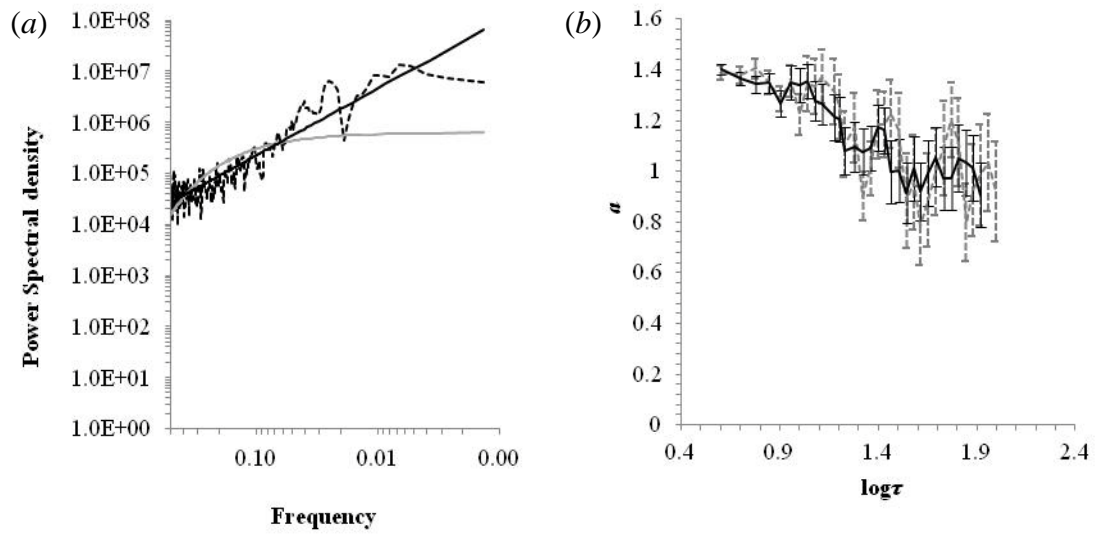 (a)
1.0E+08
1.0E+07
1.0E+06
1.0E+05
1.0E+04
1.0E+03
1.0E+02
1.0E+01
1.0E+00
Power Spectral density
0.10 0.01 0.00
Frequency
(b)
1.6
1.4
1.2
1
0.8
0.6
0.4
0.2
0
a
0.4 0.9 1.4 1.9 2.4
logτ